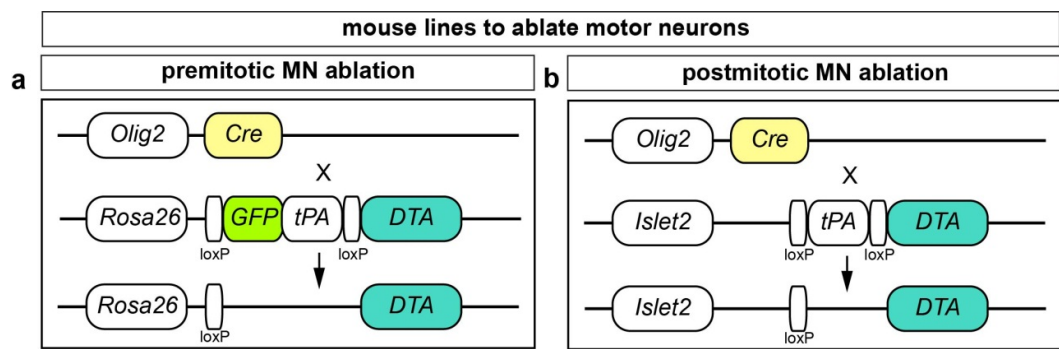 mouse lines to ablate motor neurons
a
premitotic MN ablation
Olig2 Cre
X
Rosa26 GFP tPA DTA
loxP loxP
Rosa26 DTA
loxP
b
postmitotic MN ablation
Olig2 Cre
X
Islet2 tPA DTA
loxP loxP
Islet2 DTA
loxP